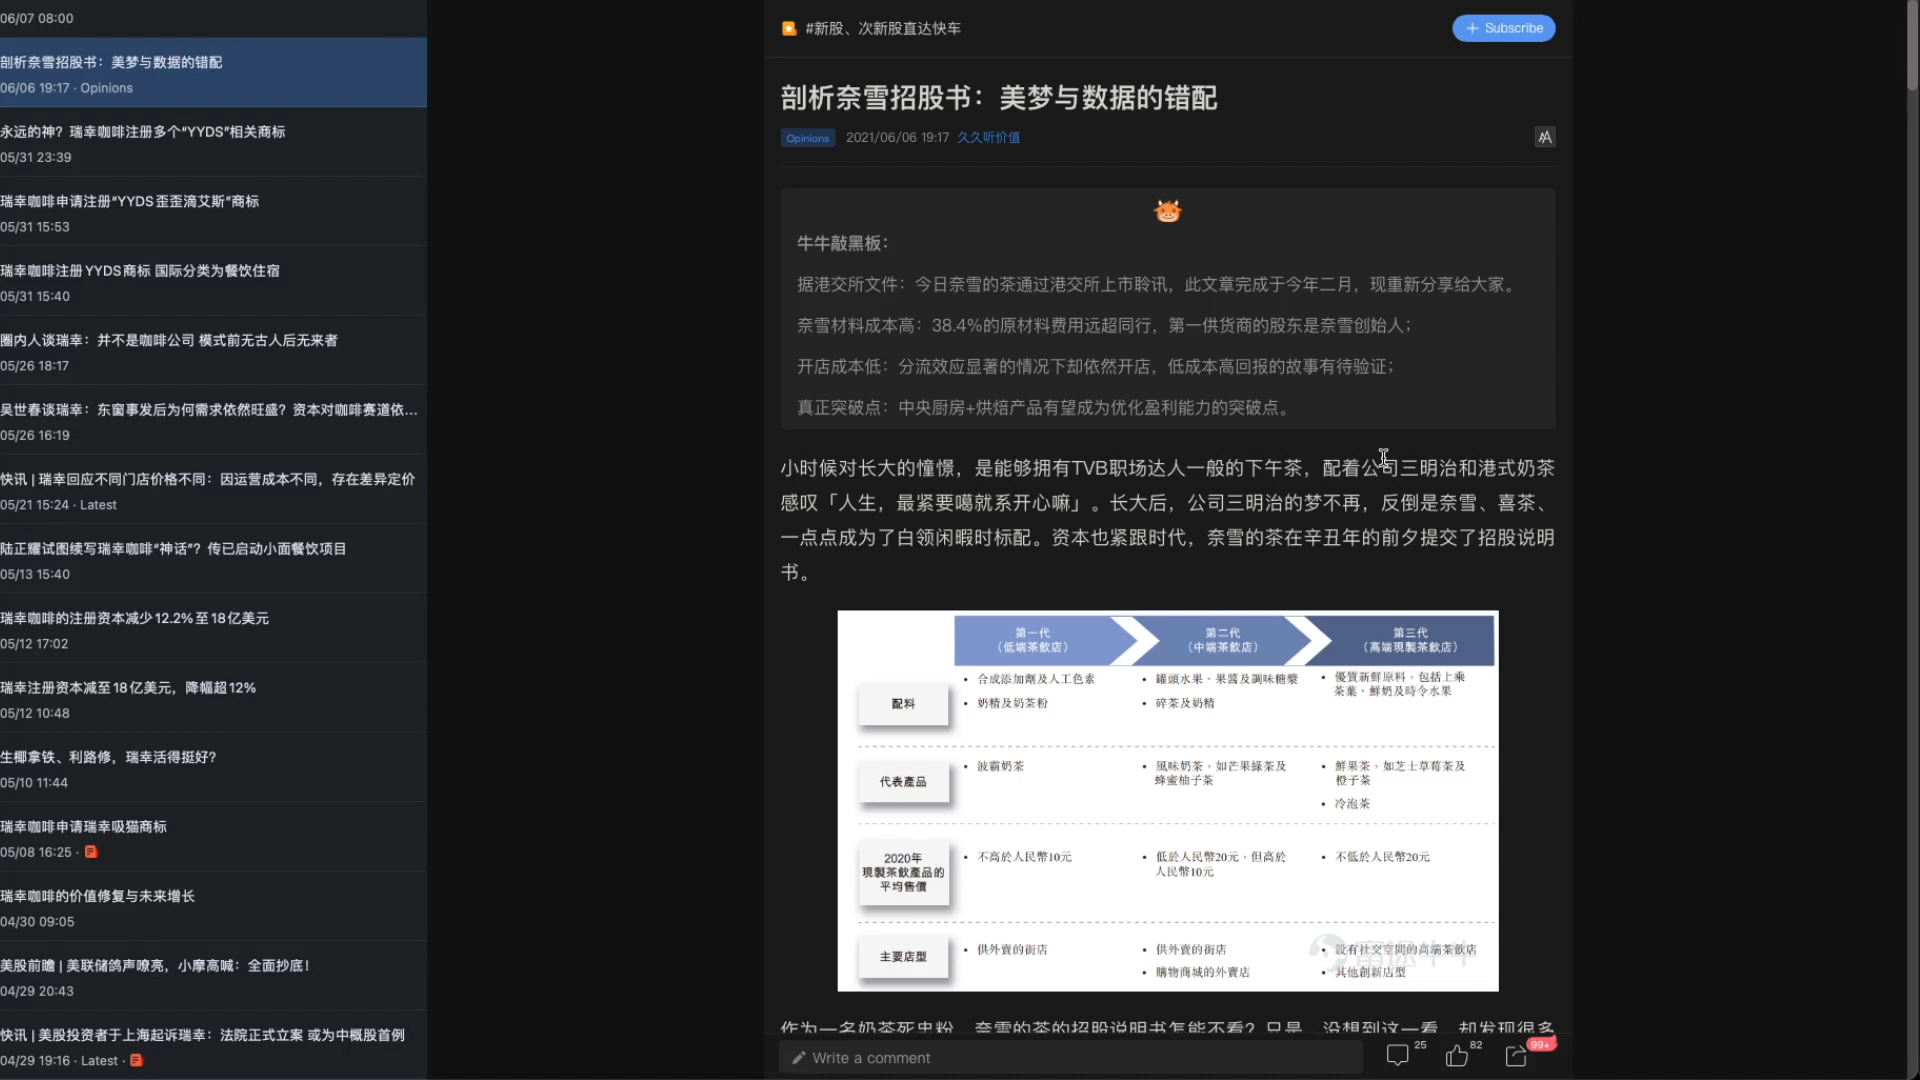 06/07 08:00
剖析奈雪招股书：美梦与数据的错配
06/06 19:17 · Opinions
永远的神？瑞幸咖啡注册多个“YYDS”相关商标
05/31 23:39
瑞幸咖啡申请注册“YYDS歪歪滴艾斯”商标
05/31 15:53
瑞幸咖啡注册YYDS商标 国际分类为餐饮住宿
05/31 15:40
圈内人谈瑞幸：并不是咖啡公司 模式前无古人后无来者
05/26 18:17
吴世春谈瑞幸：东窗事发后为何需求依然旺盛？资本对咖啡赛道依...
05/26 16:19
快讯 | 瑞幸回应不同门店价格不同：因运营成本不同，存在差异定价
05/21 15:24 · Latest
陆正耀试图续写瑞幸咖啡“神话”？传已启动小面餐饮项目
05/13 15:40
瑞幸咖啡的注册资本减少12.2%至18亿美元
05/12 17:02
瑞幸注册资本减至18亿美元，降幅超12%
05/12 10:48
生椰拿铁、利路修，瑞幸活得挺好？
05/10 11:44
瑞幸咖啡申请瑞幸吸猫商标
05/08 16:25 ·
瑞幸咖啡的价值修复与未来增长
04/30 09:05
美股前瞻 | 美联储鸽声嘹亮，小摩高喊：全面抄底！
04/29 20:43
快讯 | 美股投资者于上海起诉瑞幸：法院正式立案 或为中概股首例
04/29 19:16 · Latest ·
#新股、次新股直达快车
+ Subscribe
剖析奈雪招股书：美梦与数据的错配
Opinions 2021/06/06 19:17 久久听价值
牛牛敲黑板：
据港交所文件：今日奈雪的茶通过港交所上市聆讯，此文章完成于今年二月，现重新分享给大家。
奈雪材料成本高：38.4%的原材料费用远超同行，第一供货商的股东是奈雪创始人；
开店成本低：分流效应显著的情况下却依然开店，低成本高回报的故事有待验证；
真正突破点：中央厨房+烘焙产品有望成为优化盈利能力的突破点。
小时候对长大的憧憬，是能够拥有TVB职场达人一般的下午茶，配着公司三明治和港式奶茶
感叹「人生，最紧要噶就系开心嘛」。长大后，公司三明治的梦不再，反倒是奈雪、喜茶、
一点点成为了白领闲暇时标配。资本也紧跟时代，奈雪的茶在辛丑年的前夕提交了招股说明
书。
第一代
（低端茶飲店）
第二代
（中端茶飲店）
第三代
（高端現製茶飲店）
配料
• 合成添加劑及人工色素
• 奶精及奶茶粉
• 罐頭水果、果醬及調味糖漿
• 碎茶及奶精
• 優質新鮮原料，包括上乘
茶葉、鮮奶及時令水果
代表產品
• 波霸奶茶
• 風味奶茶，如芒果綠茶及
蜂蜜柚子茶
• 鮮果茶，如芝士草莓茶及
橙子茶
• 冷泡茶
2020年
現製茶飲產品的
平均售價
• 不高於人民幣10元
• 低於人民幣20元，但高於
人民幣10元
• 不低於人民幣20元
主要店型
• 供外賣的街店
• 供外賣的街店
• 購物商城的外賣店
• 設有社交空間的高端茶飲店
• 其他創新店型
富途牛牛
作为一名奶茶死忠粉，奈雪的茶的招股说明书怎能不看？只是，没想到这一看，却发现很多
Write a comment
25
82
99+